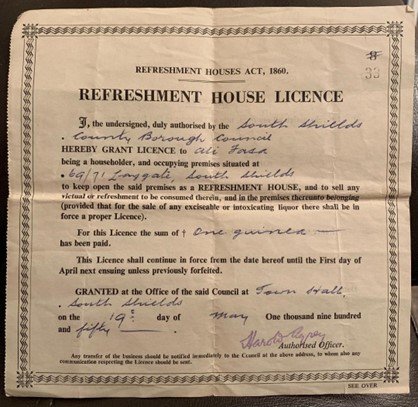 8
33
REFRESHMENT HOUSES ACT, 1860.
REFRESHMENT HOUSE LICENCE
I, the undersigned, duly authorised by the South Shields
County Borough Council
HEREBY GRANT LICENCE to Ali
being a householder, and occupying premises situated at
69/71 Laygate, South Shields
to keep open the said premises as a REFRESHMENT HOUSE, and to sell any
victual or refreshment to be consumed therein, and in the premises thereunto belonging
(provided that for the sale of any exciseable or intoxicating liquor there shall be in
force a proper Licence).
For this Licence the sum of † One guinea
has been paid.
This Licence shall continue in force from the date hereof until the First day of
April next ensuing unless previously forfeited.
GRANTED at the Office of the said Council at Town Hall
South Shields
on the 19 day of May One thousand nine hundred
and fifty
Harold
Authorised Officer.
Any transfer of the business should be notified immediately to the Council at the above address, to whom also any
communication respecting the Licence should be sent.
SEE OVER